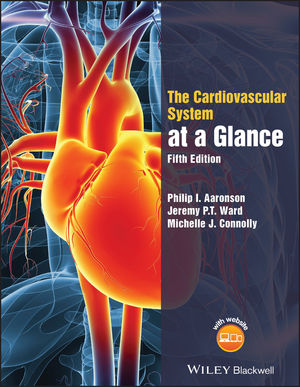 The Cardiovascular
System
at a Glance
Fifth Edition
Philip I. Aaronson
Jeremy P.T. Ward
Michelle J. Connolly
with website
WILEY Blackwell